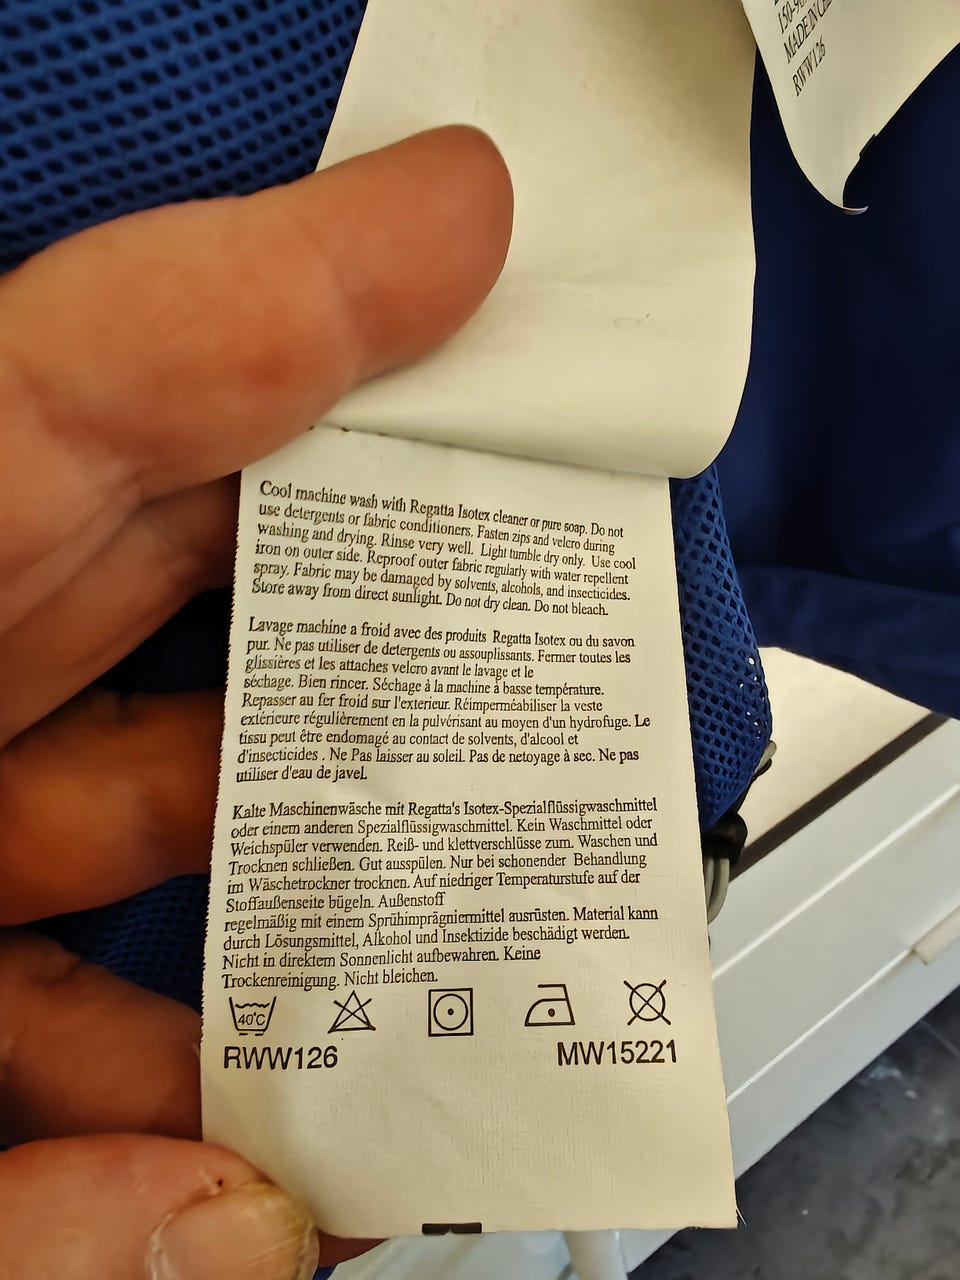 MADE IN
RWW126
Cool machine wash with Regatta Isotex cleaner or pure soap. Do not
use detergents or fabric conditioners. Fasten zips and velcro during
washing and drying. Rinse very well. Light tumble dry only. Use cool
iron on outer side. Reproof outer fabric regularly with water repellent
spray. Fabric may be damaged by solvents, alcohols, and insecticides.
Store away from direct sunlight. Do not dry clean. Do not bleach.
Lavage machine a froid avec des produits Regatta Isotex ou du savon
pur. Ne pas utiliser de detergents ou assouplissants. Fermer toutes les
glissières et les attaches velcro avant le lavage et le
séchage. Bien rincer. Séchage à la machine à basse température.
Repasser au fer froid sur l'exterieur. Réimperméabiliser la veste
extérieure régulièrement en la pulvérisant au moyen d'un hydrofuge. Le
tissu peut être endomagé au contact de solvents, d'alcool et
d'insecticides . Ne Pas laisser au soleil. Pas de netoyage à sec. Ne pas
utiliser d'eau de javel.
Kalte Maschinenwäsche mit Regatta's Isotex-Spezialflüssigwaschmittel
oder einem anderen Spezialflüssigwaschmittel. Kein Waschmittel oder
Weichspüler verwenden. Reiß- und klettverschlüsse zum. Waschen und
Trocknen schließen. Gut ausspülen. Nur bei schonender Behandlung
im Wäschetrockner trocknen. Auf niedriger Temperaturstufe auf der
Stoffaußenseite bügeln. Außenstoff
regelmäßig mit einem Sprühimprägniermittel ausrüsten. Material kann
durch Lösungsmittel, Alkohol und Insektizide beschädigt werden.
Nicht in direktem Sonnenlicht aufbewahren. Keine
Trockenreinigung. Nicht bleichen.
40°C
RWW126 MW15221